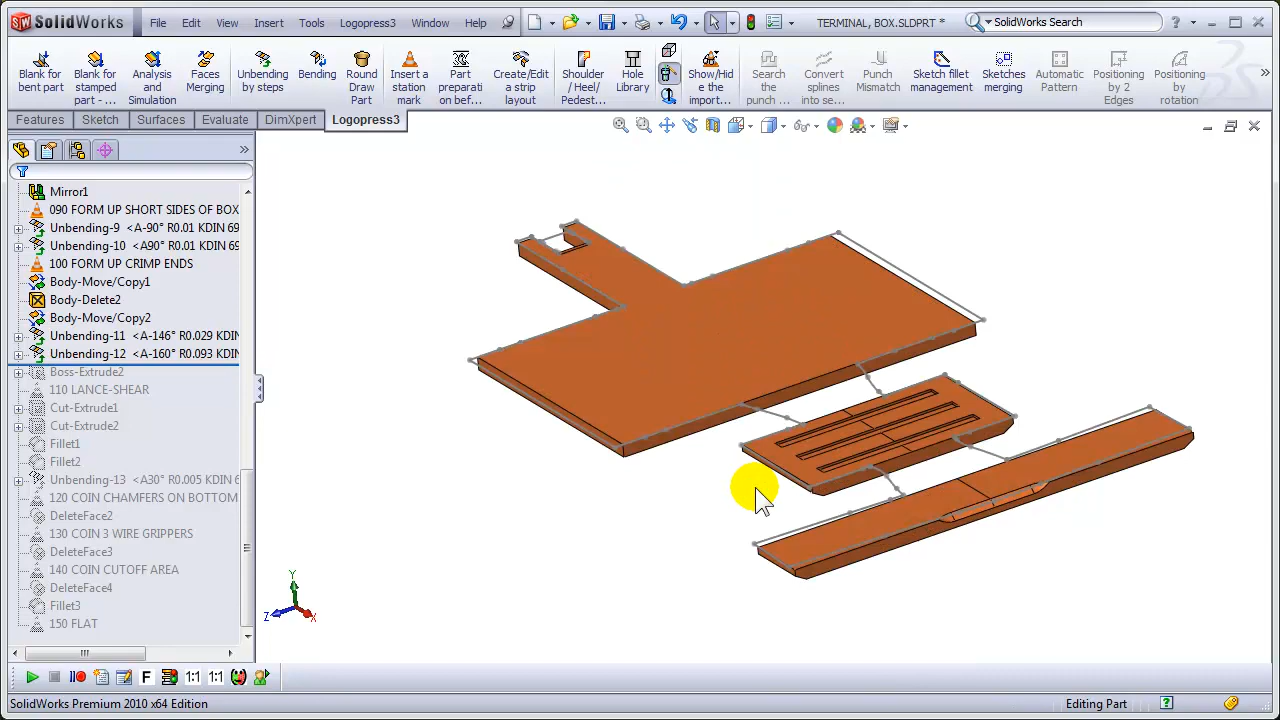 SolidWorks File Edit View Insert Tools Logopress3 Window Help TERMINAL, BOX.SLDPRT * SolidWorks Search
Blank for bent part
Blank for stamped part - ...
Analysis and Simulation
Faces Merging
Unbending by steps
Bending
Round Draw Part
Insert a station mark
Part preparati on bef...
Create/Edit a strip layout
Shoulder / Heel / Pedest...
Hole Library
Show/Hid e the import...
Search the punch ...
Convert splines into se...
Punch Mismatch
Sketch fillet management
Sketches merging
Automatic Pattern
Positioning by 2 Edges
Positioning by rotation
Features Sketch Surfaces Evaluate DimXpert Logopress3
Mirror1
090 FORM UP SHORT SIDES OF BOX
Unbending-9 <A-90° R0.01 KDIN 69
Unbending-10 <A90° R0.01 KDIN 69
100 FORM UP CRIMP ENDS
Body-Move/Copy1
Body-Delete2
Body-Move/Copy2
Unbending-11 <A-146° R0.029 KDIN
Unbending-12 <A-160° R0.093 KDIN
Boss-Extrude2
110 LANCE-SHEAR
Cut-Extrude1
Cut-Extrude2
Fillet1
Fillet2
Unbending-13 <A30° R0.005 KDIN 6
120 COIN CHAMFERS ON BOTTOM
DeleteFace2
130 COIN 3 WIRE GRIPPERS
DeleteFace3
140 COIN CUTOFF AREA
DeleteFace4
Fillet3
150 FLAT
Y
Z
X
F 1:1 1:1
SolidWorks Premium 2010 x64 Edition Editing Part